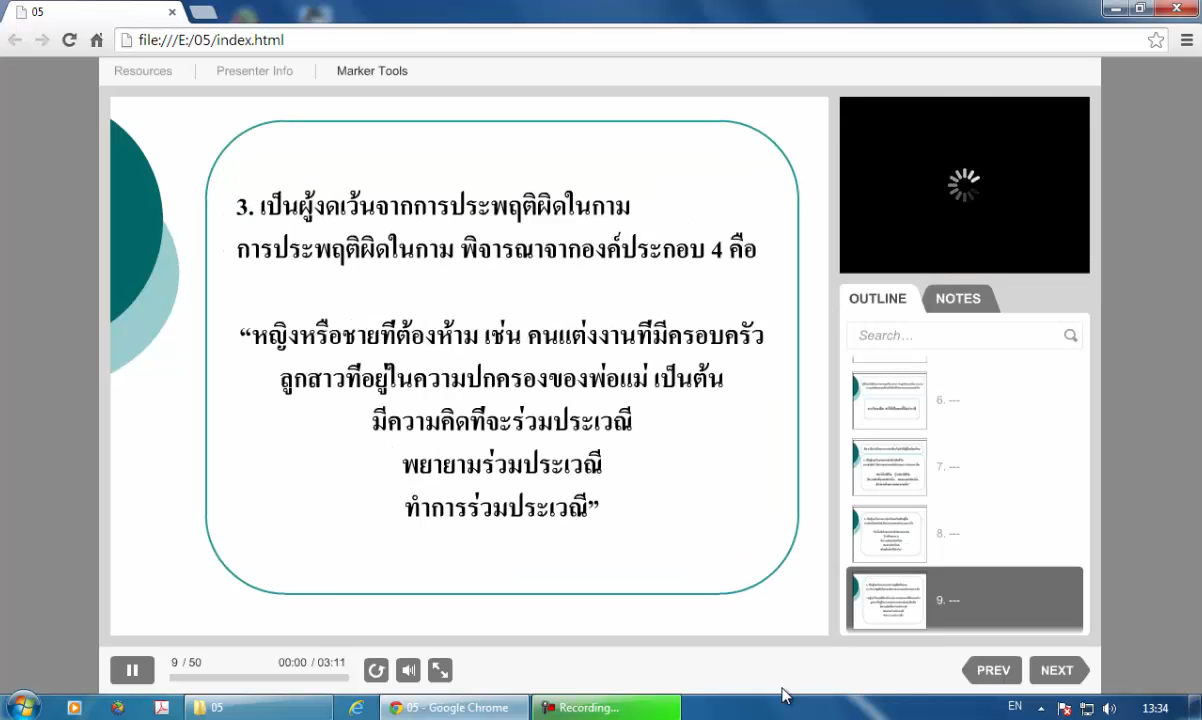 05
file:///E:/05/index.html
Resources
Presenter Info
Marker Tools
3. เป็นผู้งดเว้นจากการประพฤติผิดในกาม
การประพฤติผิดในกาม พิจารณาจากองค์ประกอบ 4 คือ
“หญิงหรือชายที่ต้องห้าม เช่น คนแต่งงานที่มีครอบครัว
ลูกสาวที่อยู่ในความปกครองของพ่อแม่ เป็นต้น
มีความคิดที่จะร่วมประเวณี
พยายามร่วมประเวณี
ทำการร่วมประเวณี”
OUTLINE
NOTES
Search...
6. ---
7. ---
8. ---
9. ---
9 / 50
00:00 / 03:11
PREV
NEXT
05
05 - Google Chrome
Recording...
EN
13:34